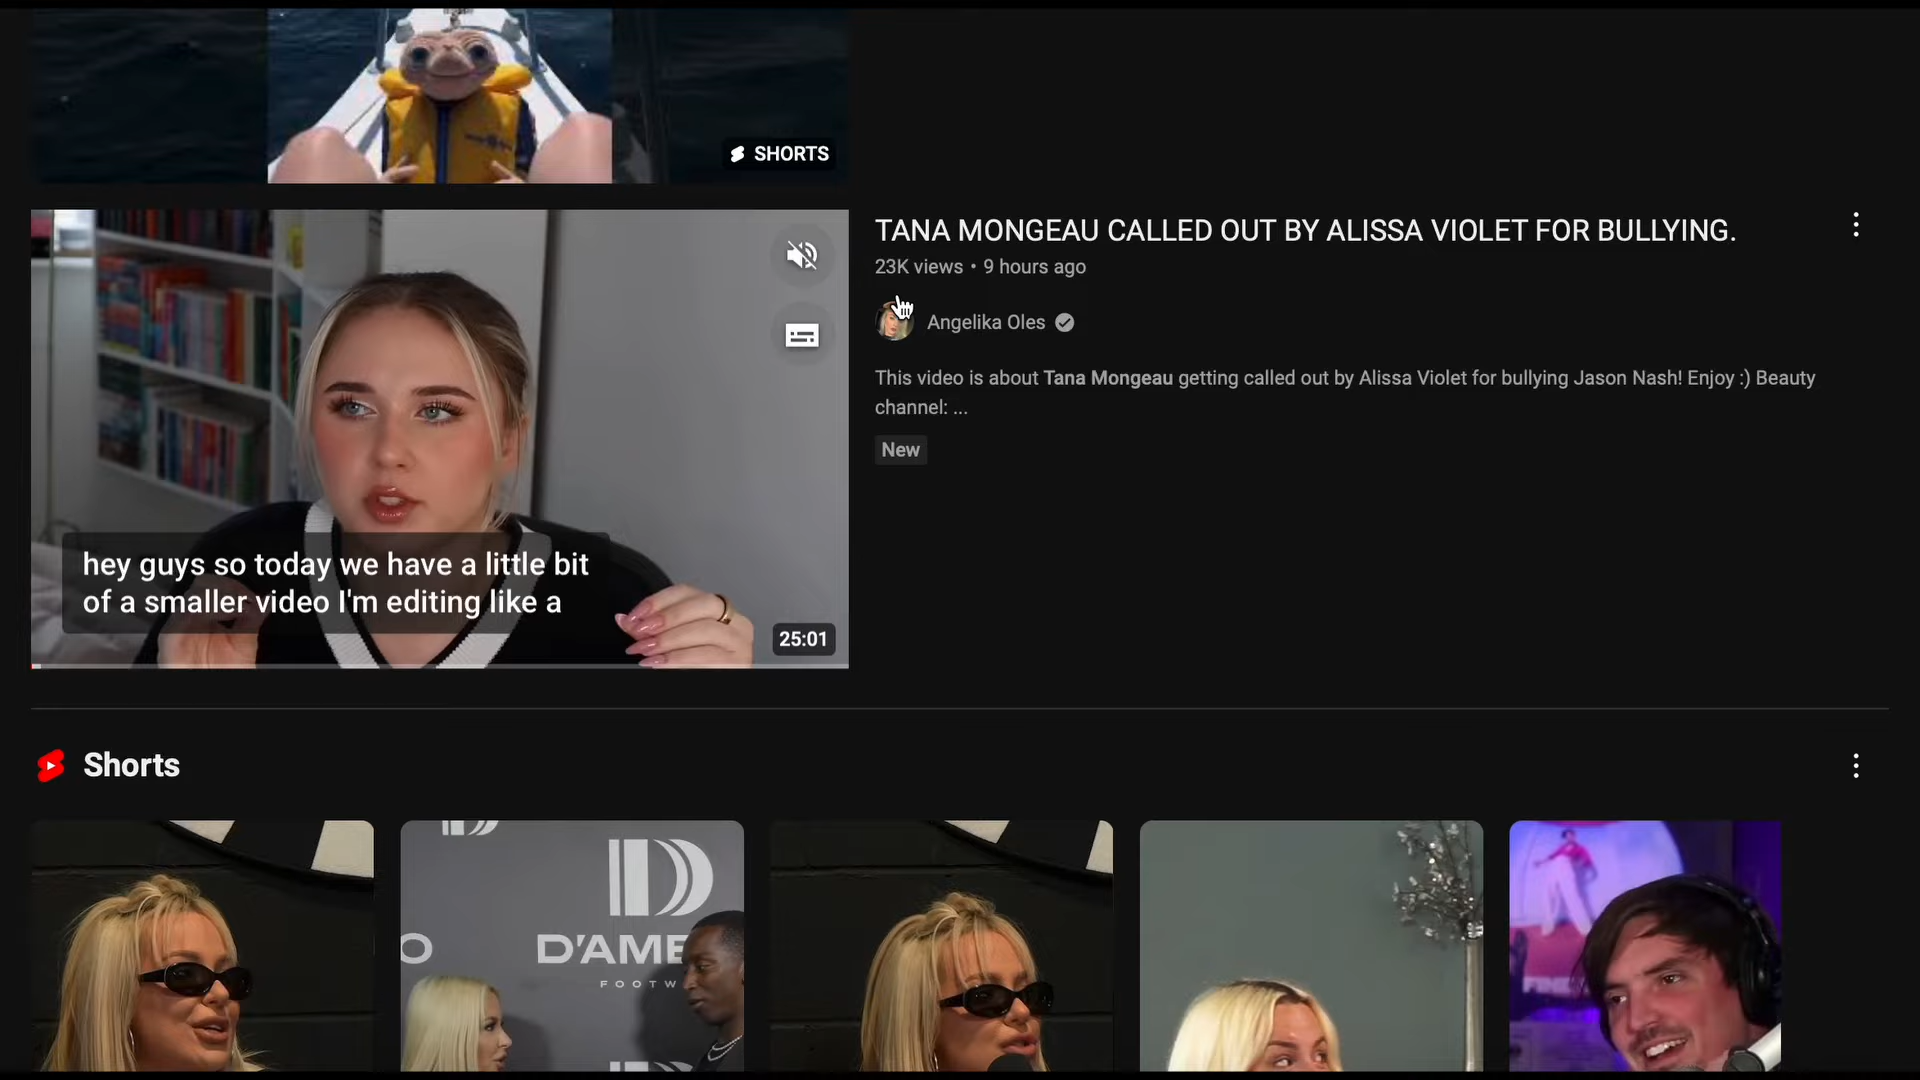 SHORTS
TANA MONGEAU CALLED OUT BY ALISSA VIOLET FOR BULLYING.
23K views • 9 hours ago
Angelika Oles
This video is about Tana Mongeau getting called out by Alissa Violet for bullying Jason Nash! Enjoy :) Beauty
channel: ...
New
hey guys so today we have a little bit
of a smaller video I'm editing like a
25:01
Shorts
D
D'AME
FOOTW